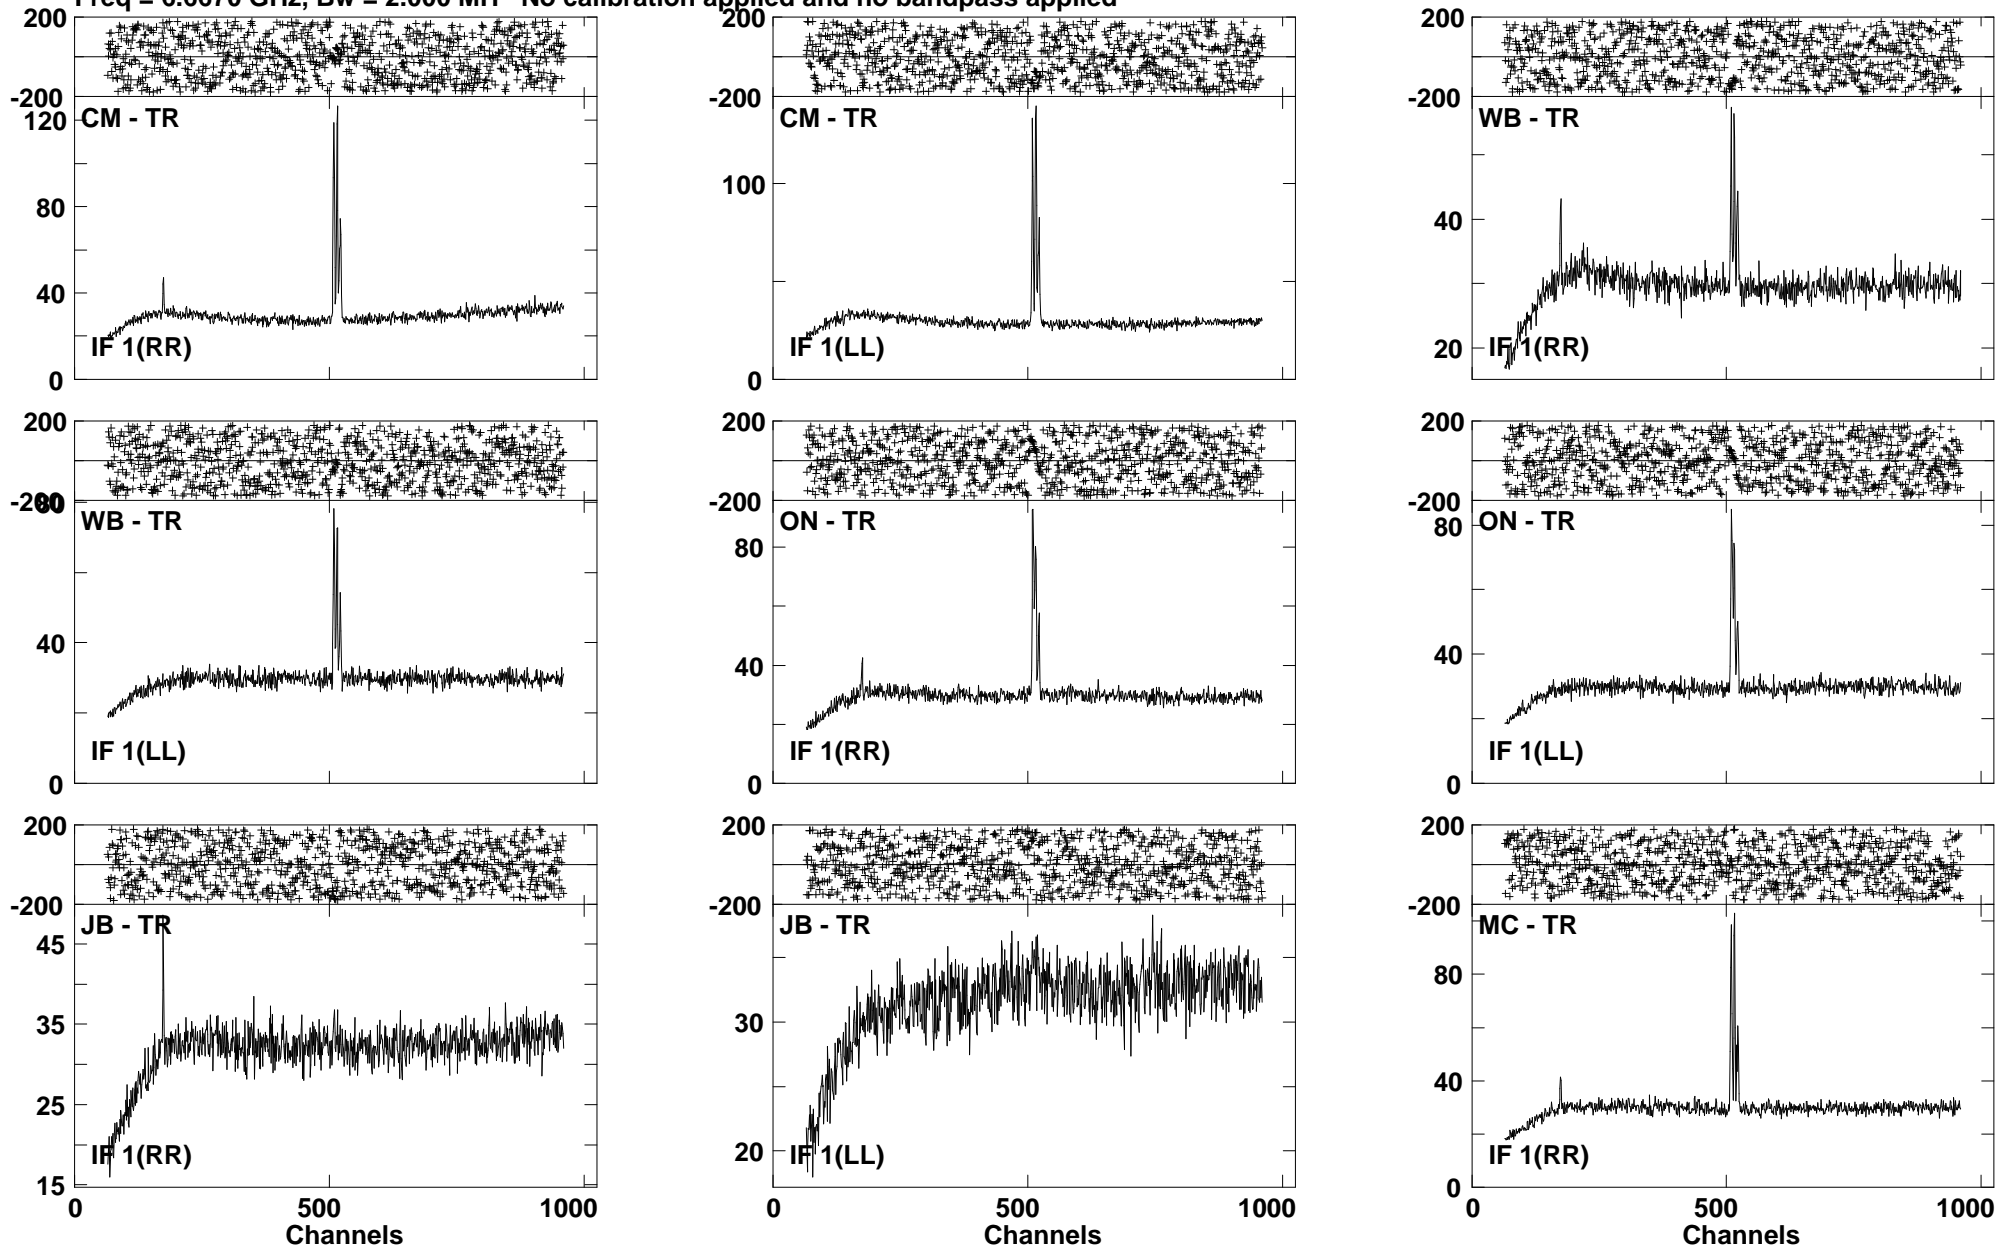 Freq = 6.6670 GHz, Bw = 2.000 MH No calibration applied and no bandpass applied
200 200 200
-200 -200 -200
120 CM - TR CM - TR WB - TR
100
80
40
40
20
IF 1(RR) IF 1(LL) IF 1(RR)
0 0
200 200 200
-200 -200 -200
80 WB - TR ON - TR ON - TR
80 80
40 40 40
IF 1(LL) IF 1(RR) IF 1(LL)
0 0 0
200 200 200
-200 -200 -200
JB - TR JB - TR MC - TR
45
80
35 30
40
25
20
IF 1(RR) IF 1(LL) IF 1(RR)
15 0
0 500 1000 0 500 1000 0 500 1000
Channels Channels Channels